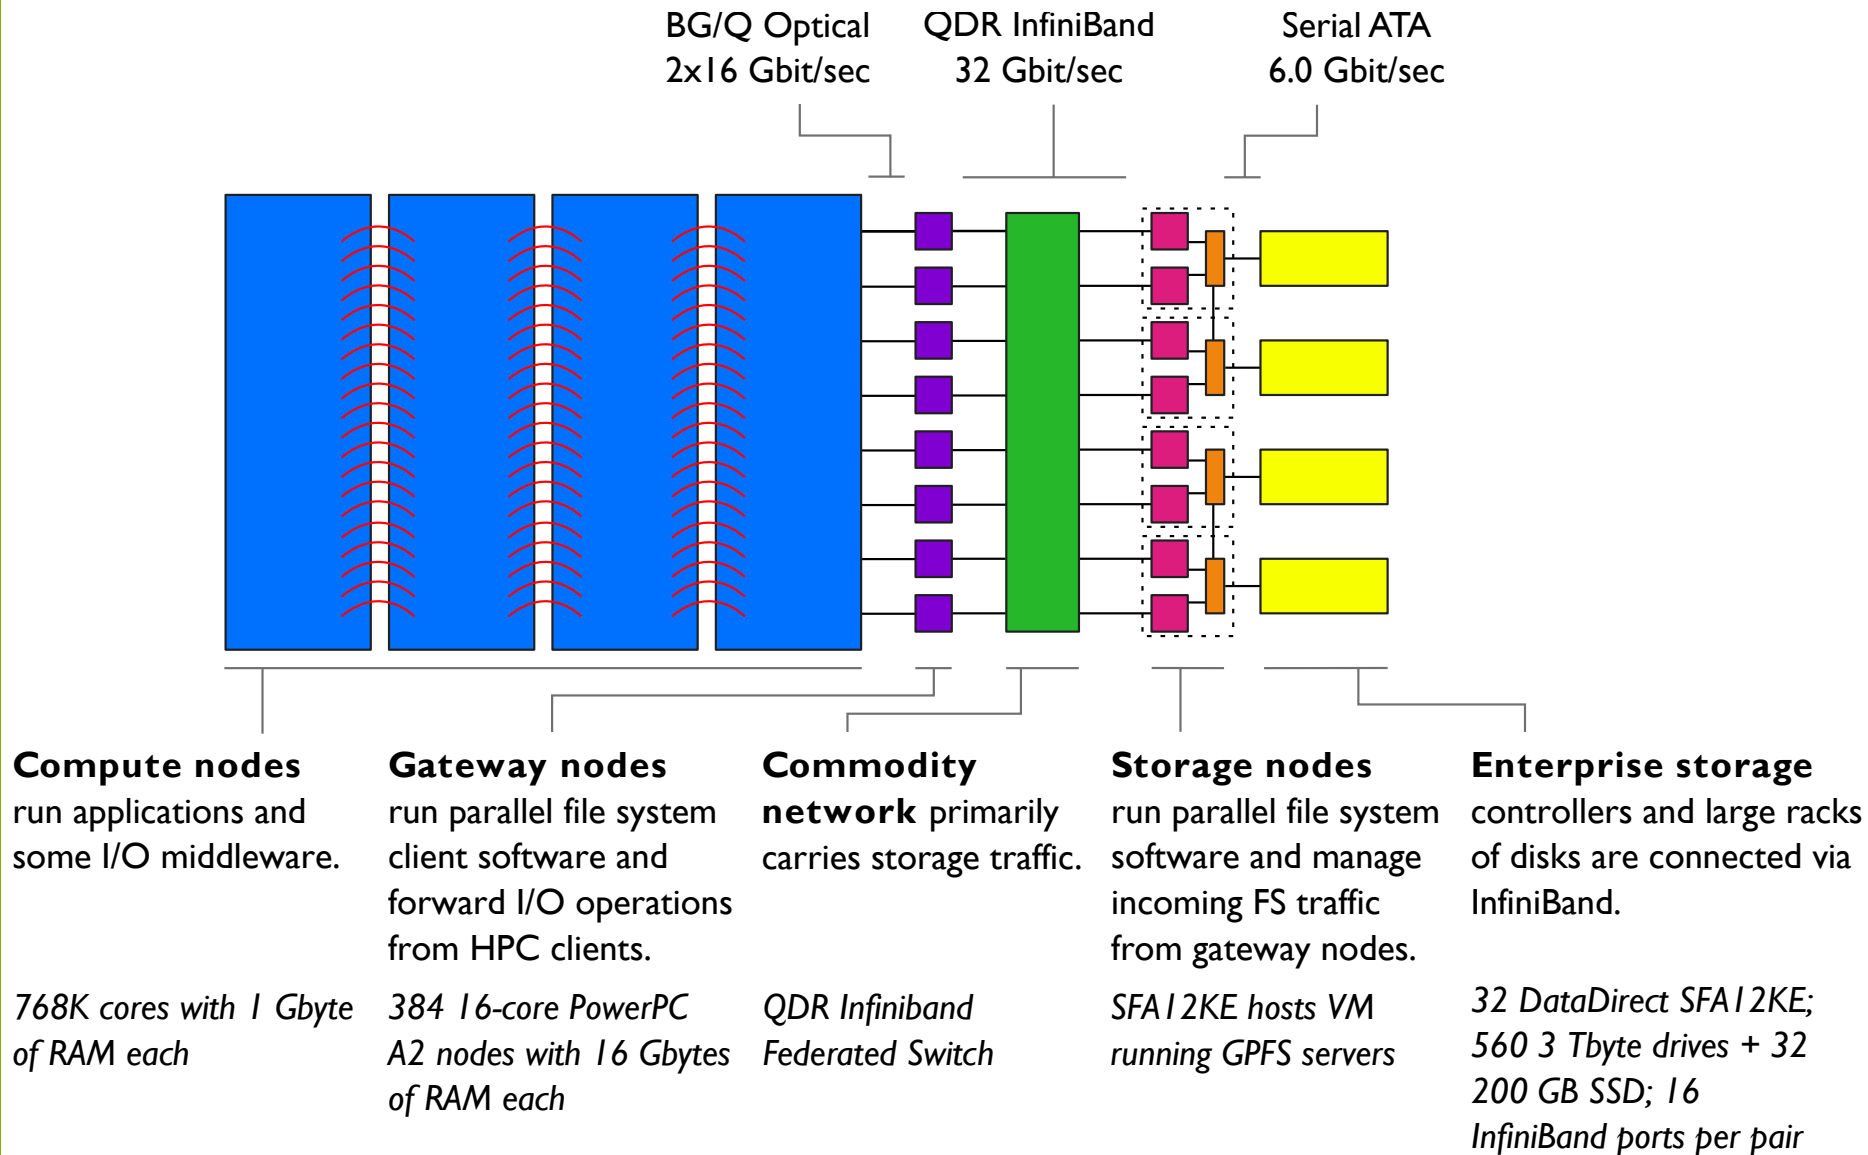 BG/Q Optical
2x16 Gbit/sec
QDR InfiniBand
32 Gbit/sec
Serial ATA
6.0 Gbit/sec
Compute nodes
run applications and
some I/O middleware.
768K cores with 1 Gbyte
of RAM each
Gateway nodes
run parallel file system
client software and
forward I/O operations
from HPC clients.
384 16-core PowerPC
A2 nodes with 16 Gbytes
of RAM each
Commodity
network primarily
carries storage traffic.
QDR Infiniband
Federated Switch
Storage nodes
run parallel file system
software and manage
incoming FS traffic
from gateway nodes.
SFA12KE hosts VM
running GPFS servers
Enterprise storage
controllers and large racks
of disks are connected via
InfiniBand.
32 DataDirect SFA12KE;
560 3 Tbyte drives + 32
200 GB SSD; 16
InfiniBand ports per pair